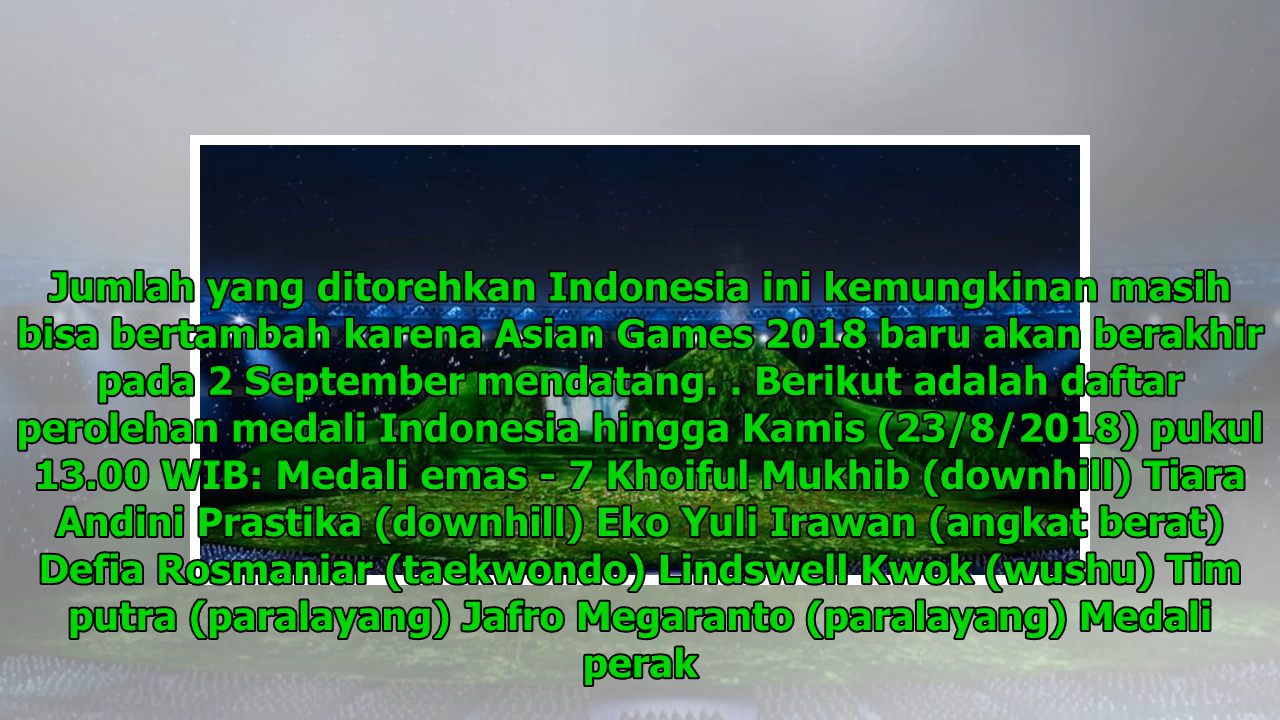 Jumlah yang ditorehkan Indonesia ini kemungkinan masih
bisa bertambah karena Asian Games 2018 baru akan berakhir
pada 2 September mendatang. . Berikut adalah daftar
perolehan medali Indonesia hingga Kamis (23/8/2018) pukul
13.00 WIB: Medali emas - 7 Khoiful Mukhib (downhill) Tiara
Andini Prastika (downhill) Eko Yuli Irawan (angkat berat)
Defia Rosmaniar (taekwondo) Lindswell Kwok (wushu) Tim
putra (paralayang) Jafro Megaranto (paralayang) Medali
perak